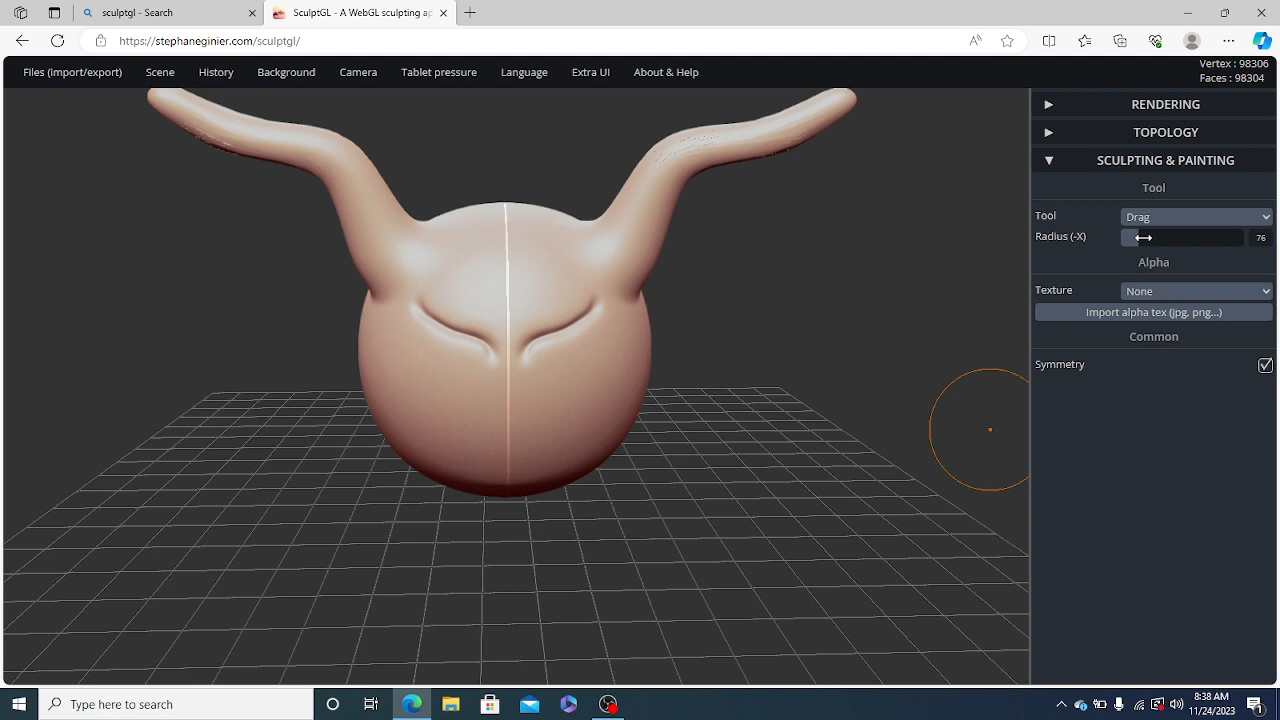 sculptgl - Search
SculptGL - A WebGL sculpting ap
https://stephaneginier.com/sculptgl/
Files (import/export) Scene History Background Camera Tablet pressure Language Extra UI About & Help
Vertex : 98306
Faces : 98304
RENDERING
TOPOLOGY
SCULPTING & PAINTING
Tool
Tool Drag
Radius (-X) 76
Alpha
Texture None
Import alpha tex (jpg, png...)
Common
Symmetry
Type here to search
8:38 AM
11/24/2023